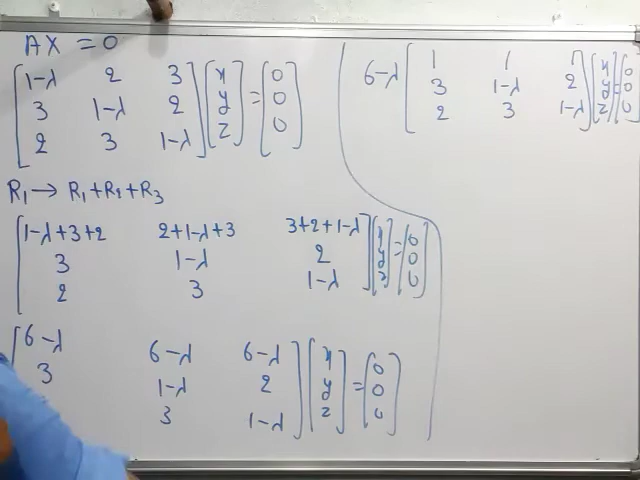 AX = 0
[1-λ 2 3] [x] = [0]
[3 1-λ 2] [y] [0]
[2 3 1-λ] [z] [0]
R₁ → R₁+R₂+R₃
[1-λ+3+2 2+1-λ+3 3+2+1-λ] [x] = [0]
[3 1-λ 2] [y] [0]
[2 3 1-λ] [z] [0]
[6-λ 6-λ 6-λ] [x] = [0]
[3 1-λ 2] [y] [0]
3 1-λ] [z] [0]
6-λ [1 1 1] [x] = [0]
[3 1-λ 2] [y] [0]
[2 3 1-λ] [z] [0]